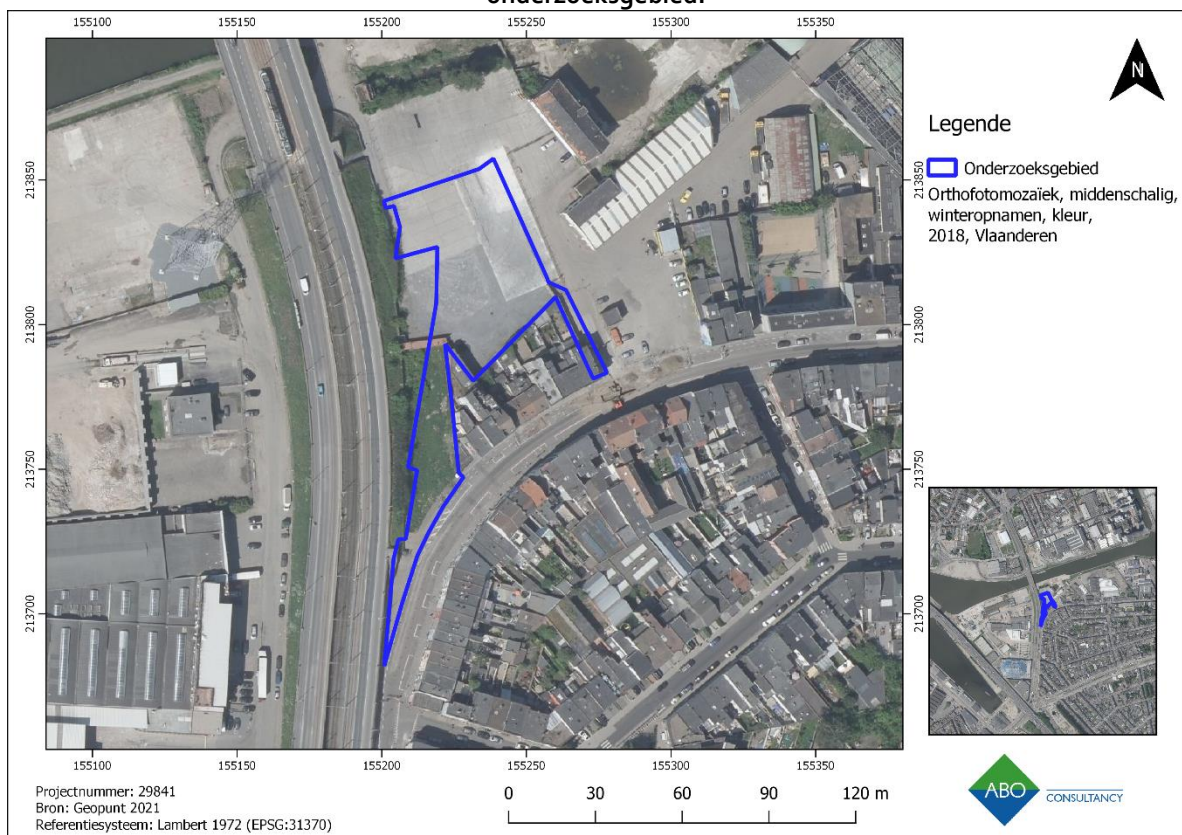 onderzoeksgebied.
155100 155150 155200 155250 155300 155350
N
213850
213800
213750
213700
213850
213800
213750
213700
155100 155150 155200 155250 155300 155350
Legende
Onderzoeksgebied
Orthofotomozaïek, middenschalig,
winteropnamen, kleur,
2018, Vlaanderen
Projectnummer: 29841
Bron: Geopunt 2021
Referentiesysteem: Lambert 1972 (EPSG:31370)
0 30 60 90 120 m
ABO CONSULTANCY